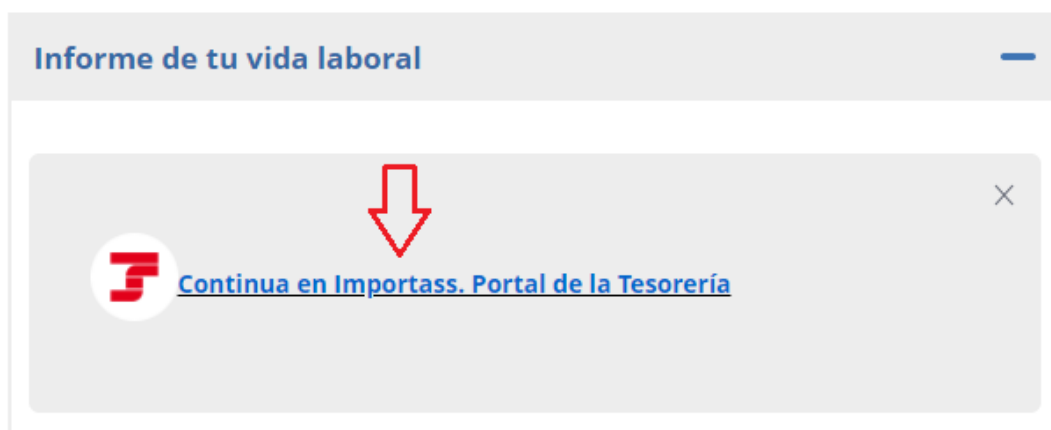 Informe de tu vida laboral
Continua en Importass. Portal de la Tesorería